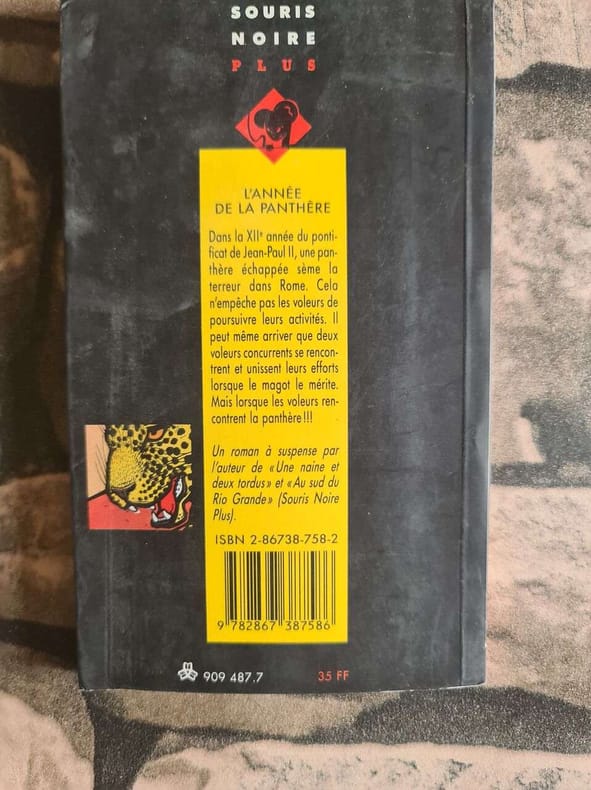 SOURIS
NOIRE
PLUS
L'ANNÉE
DE LA PANTHÈRE
Dans la XIIe année du ponti-
ficat de Jean-Paul II, une pan-
thère échappée sème la
terreur dans Rome. Cela
n'empêche pas les voleurs de
poursuivre leurs activités. Il
peut même arriver que deux
voleurs concurrents se rencon-
trent et unissent leurs efforts
lorsque le magot le mérite.
Mais lorsque les voleurs ren-
contrent la panthère!!!
Un roman à suspense par
l'auteur de «Une naine et
deux tordus» et «Au sud du
Rio Grande» (Souris Noire
Plus).
ISBN 2-86738-758-2
9 782867 387586
909 487.7
35 FF